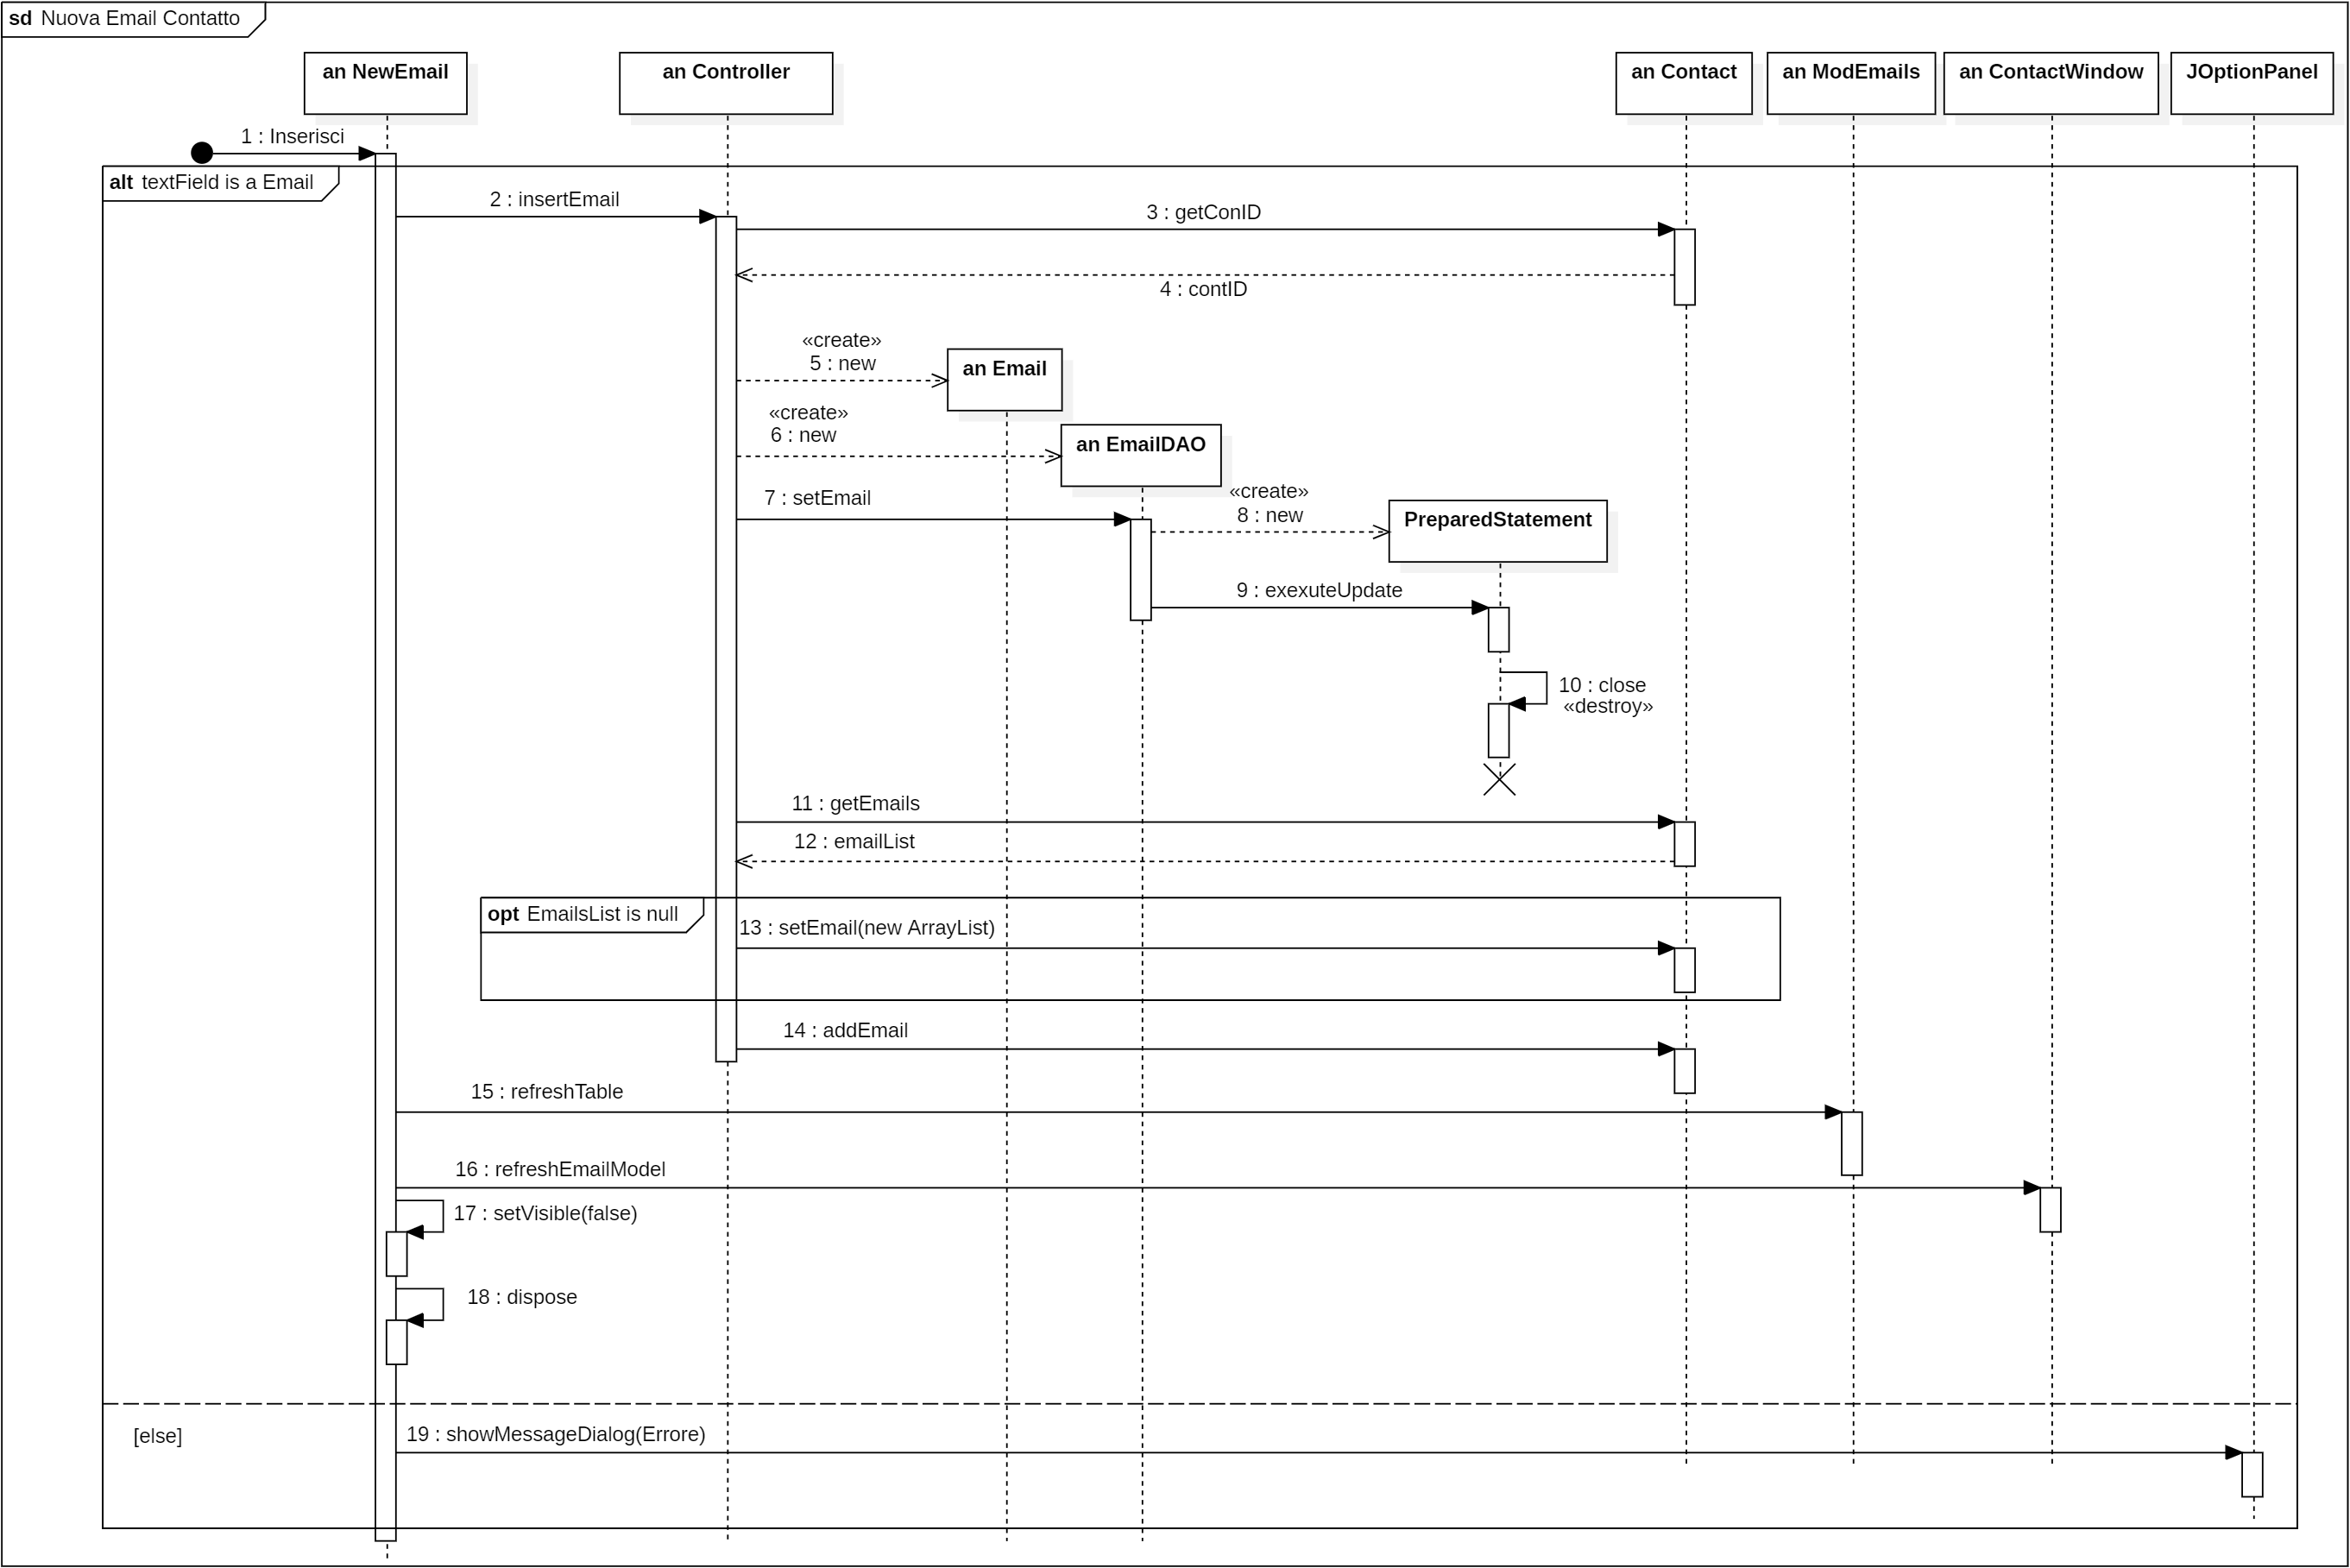 sd Nuova Email Contatto
an NewEmail
an Controller
an Contact
an ModEmails
an ContactWindow
JOptionPanel
1 : Inserisci
alt textField is a Email
2 : insertEmail
3 : getConID
4 : contID
«create»
5 : new
an Email
«create»
6 : new
an EmailDAO
7 : setEmail
«create»
8 : new
PreparedStatement
9 : exexuteUpdate
10 : close
«destroy»
11 : getEmails
12 : emailList
opt EmailsList is null
13 : setEmail(new ArrayList)
14 : addEmail
15 : refreshTable
16 : refreshEmailModel
17 : setVisible(false)
18 : dispose
[else]
19 : showMessageDialog(Errore)